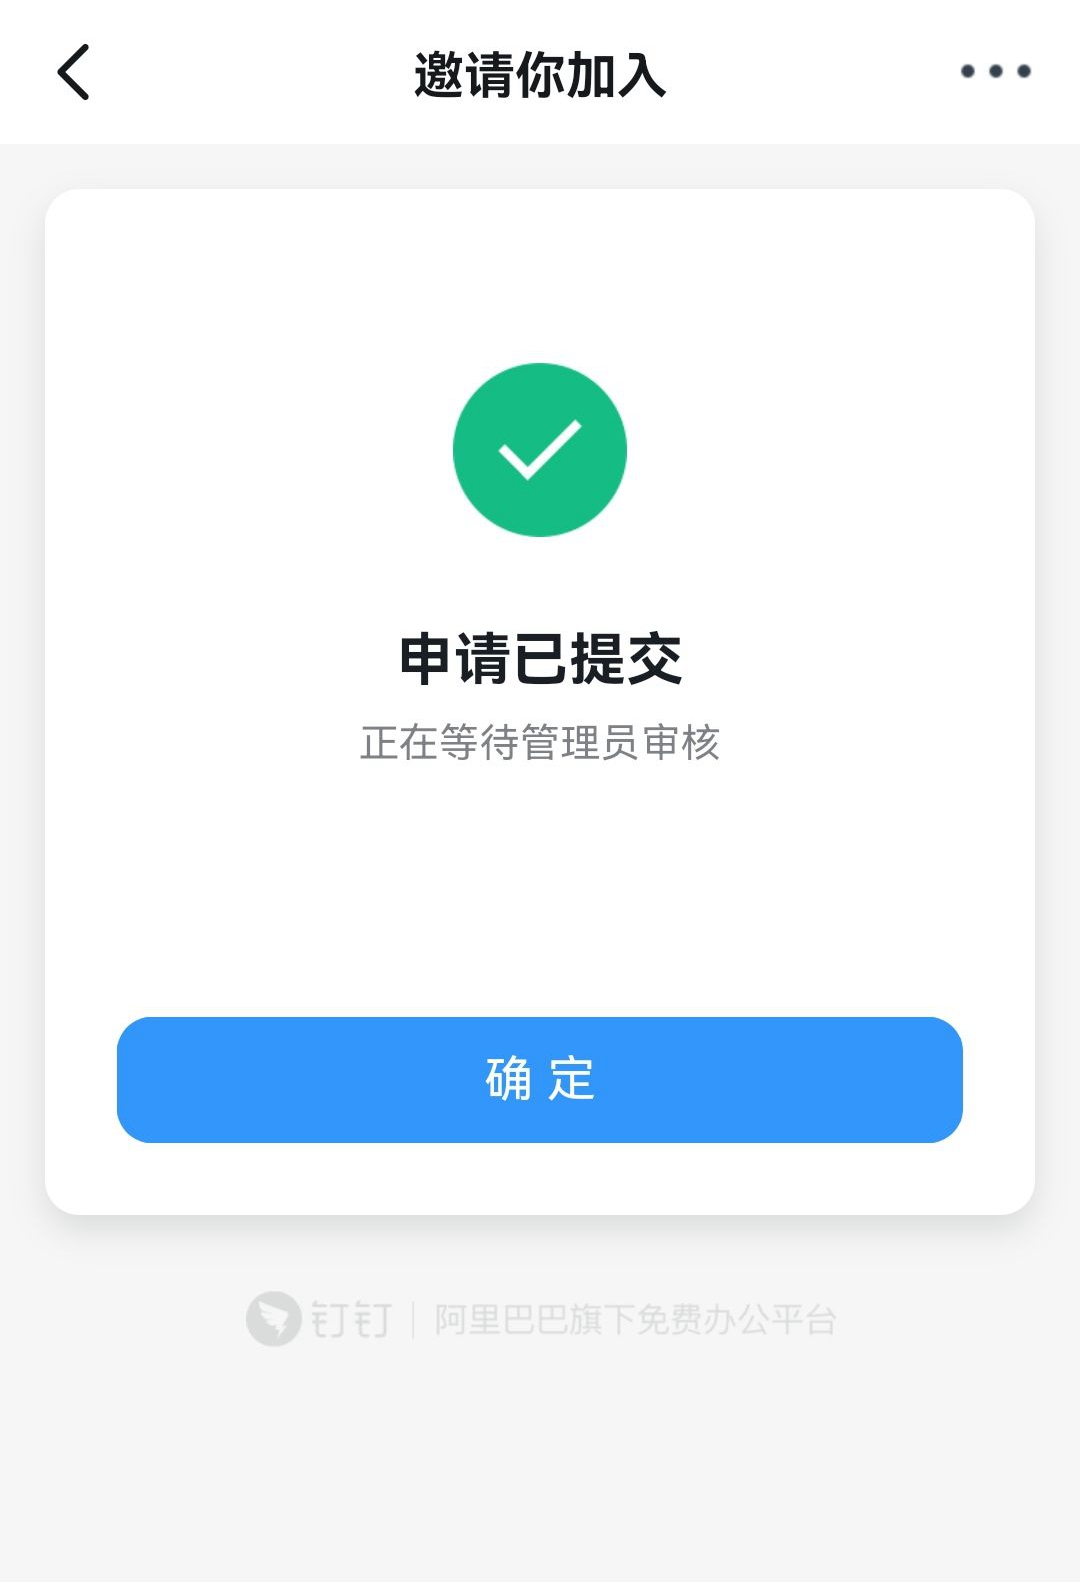 邀请你加入
申请已提交
正在等待管理员审核
确定
钉钉 | 阿里巴巴旗下免费办公平台